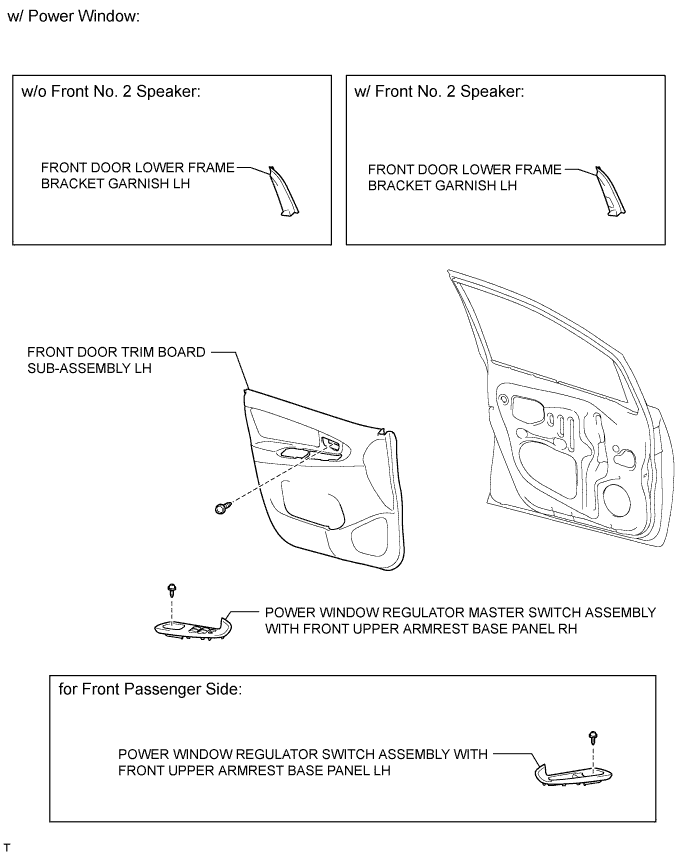 w/ Power Window:
w/o Front No. 2 Speaker:
FRONT DOOR LOWER FRAME
BRACKET GARNISH LH
w/ Front No. 2 Speaker:
FRONT DOOR LOWER FRAME
BRACKET GARNISH LH
FRONT DOOR TRIM BOARD
SUB-ASSEMBLY LH
POWER WINDOW REGULATOR MASTER SWITCH ASSEMBLY
WITH FRONT UPPER ARMREST BASE PANEL RH
for Front Passenger Side:
POWER WINDOW REGULATOR SWITCH ASSEMBLY WITH
FRONT UPPER ARMREST BASE PANEL LH
T